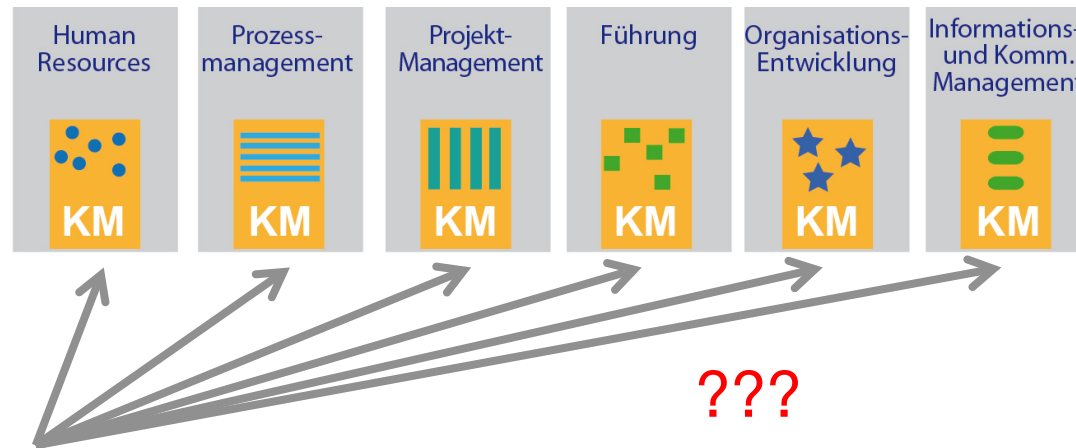 Human
Resources
Prozess-
management
Projekt-
Management
Führung
Organisations-
Entwicklung
Informations-
und Komm.
Management
KM
KM
KM
KM
KM
KM
???